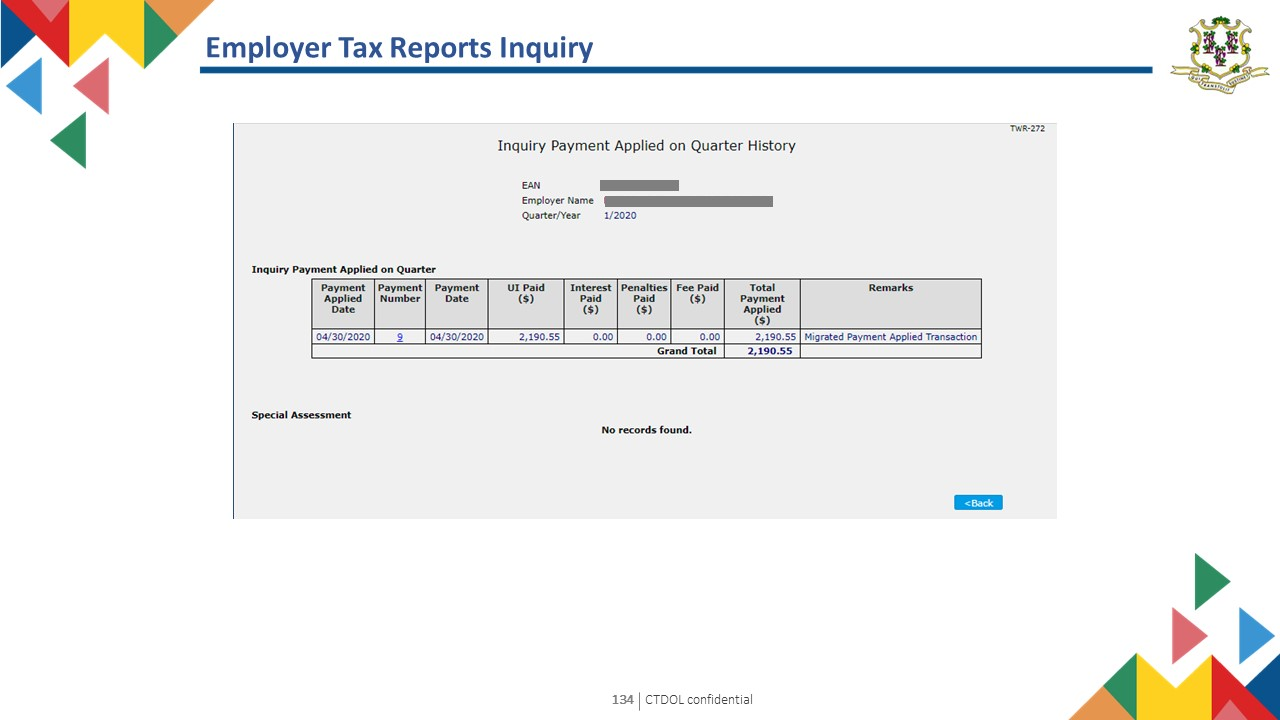 Employer Tax Reports Inquiry
TWR-272
Inquiry Payment Applied on Quarter History
EAN
Employer Name
Quarter/Year 1/2020
Inquiry Payment Applied on Quarter
Payment Applied Date Payment Number Payment Date UI Paid ($) Interest Paid ($) Penalties Paid ($) Fee Paid ($) Total Payment Applied ($) Remarks
04/30/2020 9 04/30/2020 2,190.55 0.00 0.00 0.00 2,190.55 Migrated Payment Applied Transaction
Grand Total 2,190.55
Special Assessment
No records found.
<Back
134 CTDOL confidential